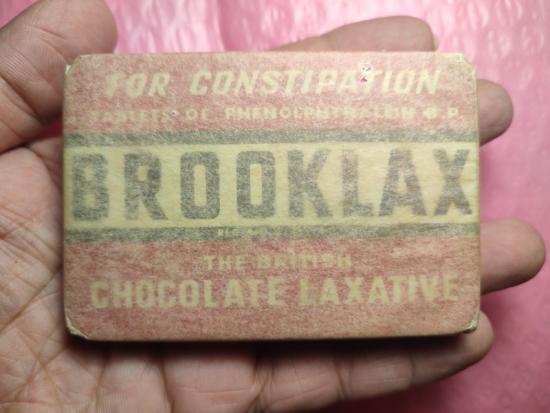 FOR CONSTIPATION
TABLETS OF PHENOLPHTHALEIN B.P.
BROOKLAX
THE BRITISH
CHOCOLATE LAXATIVE